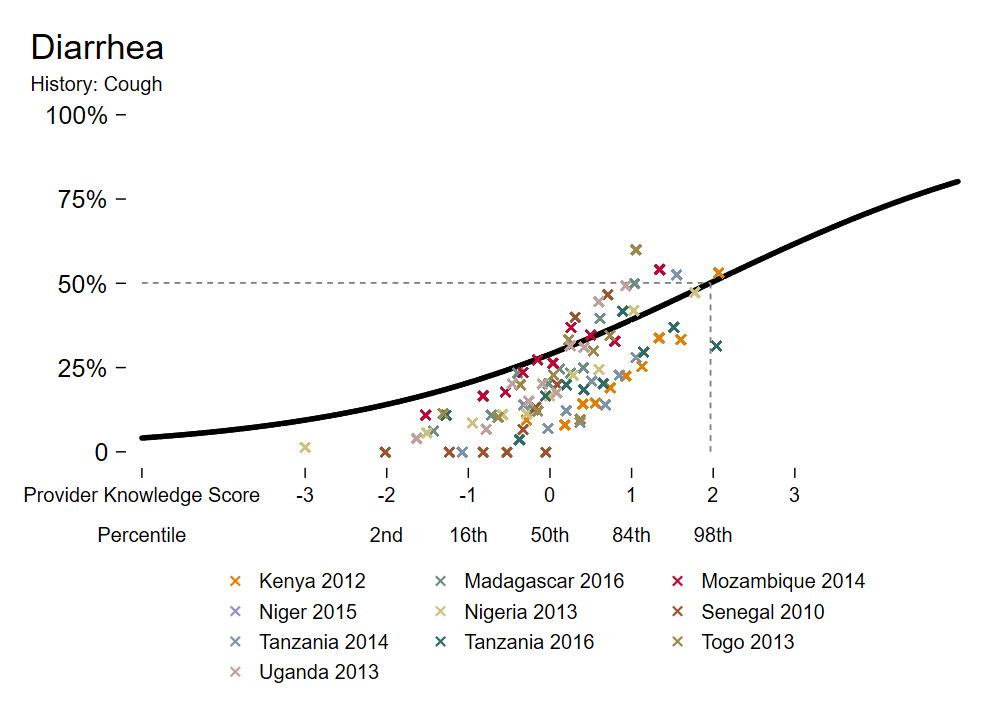 Diarrhea
History: Cough
100%
75%
50%
25%
0
Provider Knowledge Score -3 -2 -1 0 1 2 3
Percentile 2nd 16th 50th 84th 98th
Kenya 2012 Madagascar 2016 Mozambique 2014
Niger 2015 Nigeria 2013 Senegal 2010
Tanzania 2014 Tanzania 2016 Togo 2013
Uganda 2013